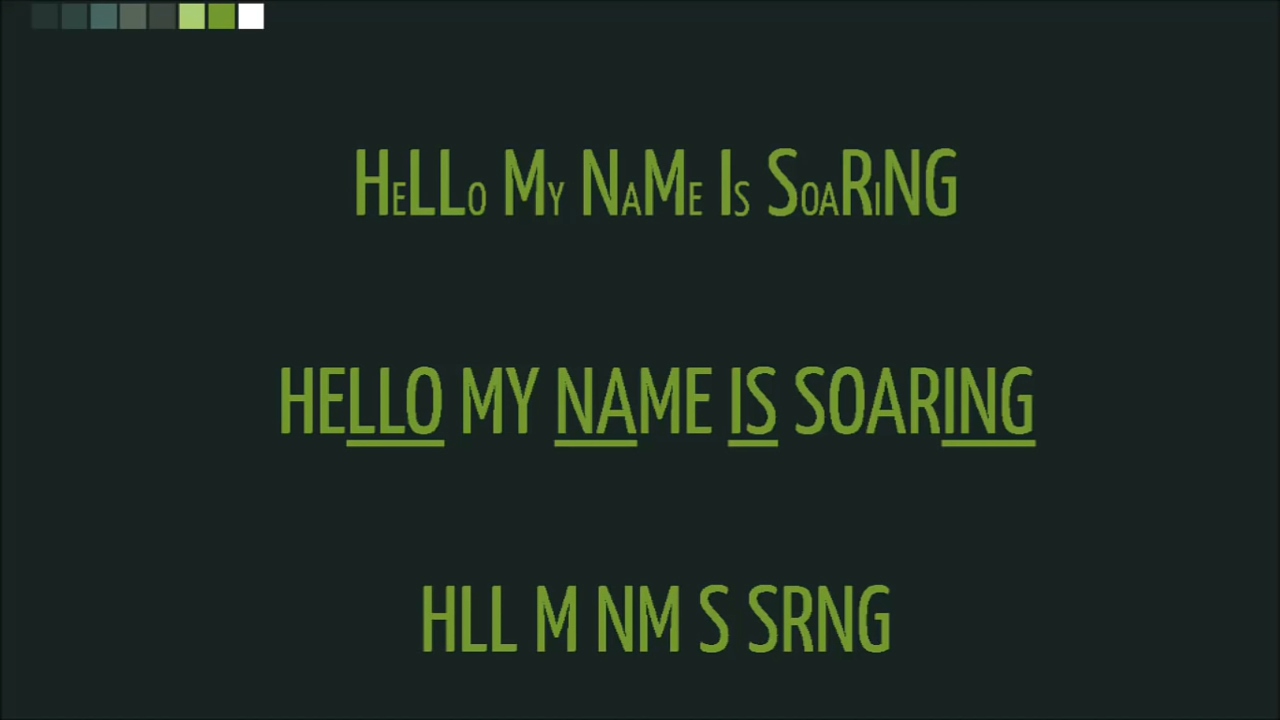 HeLLo My NaMe Is SoaRiNG
HELLO MY NAME IS SOARING
HLL M NM S SRNG